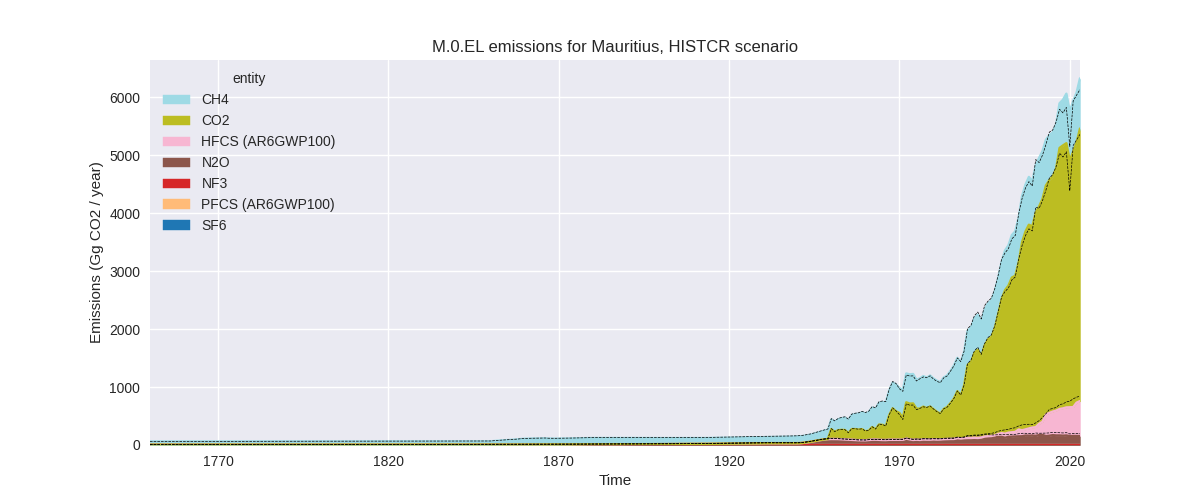 M.0.EL emissions for Mauritius, HISTCR scenario
entity
CH4
CO2
HFCS (AR6GWP100)
N2O
NF3
PFCS (AR6GWP100)
SF6
Emissions (Gg CO2 / year)
6000
5000
4000
3000
2000
1000
0
1770 1820 1870 1920 1970 2020
Time